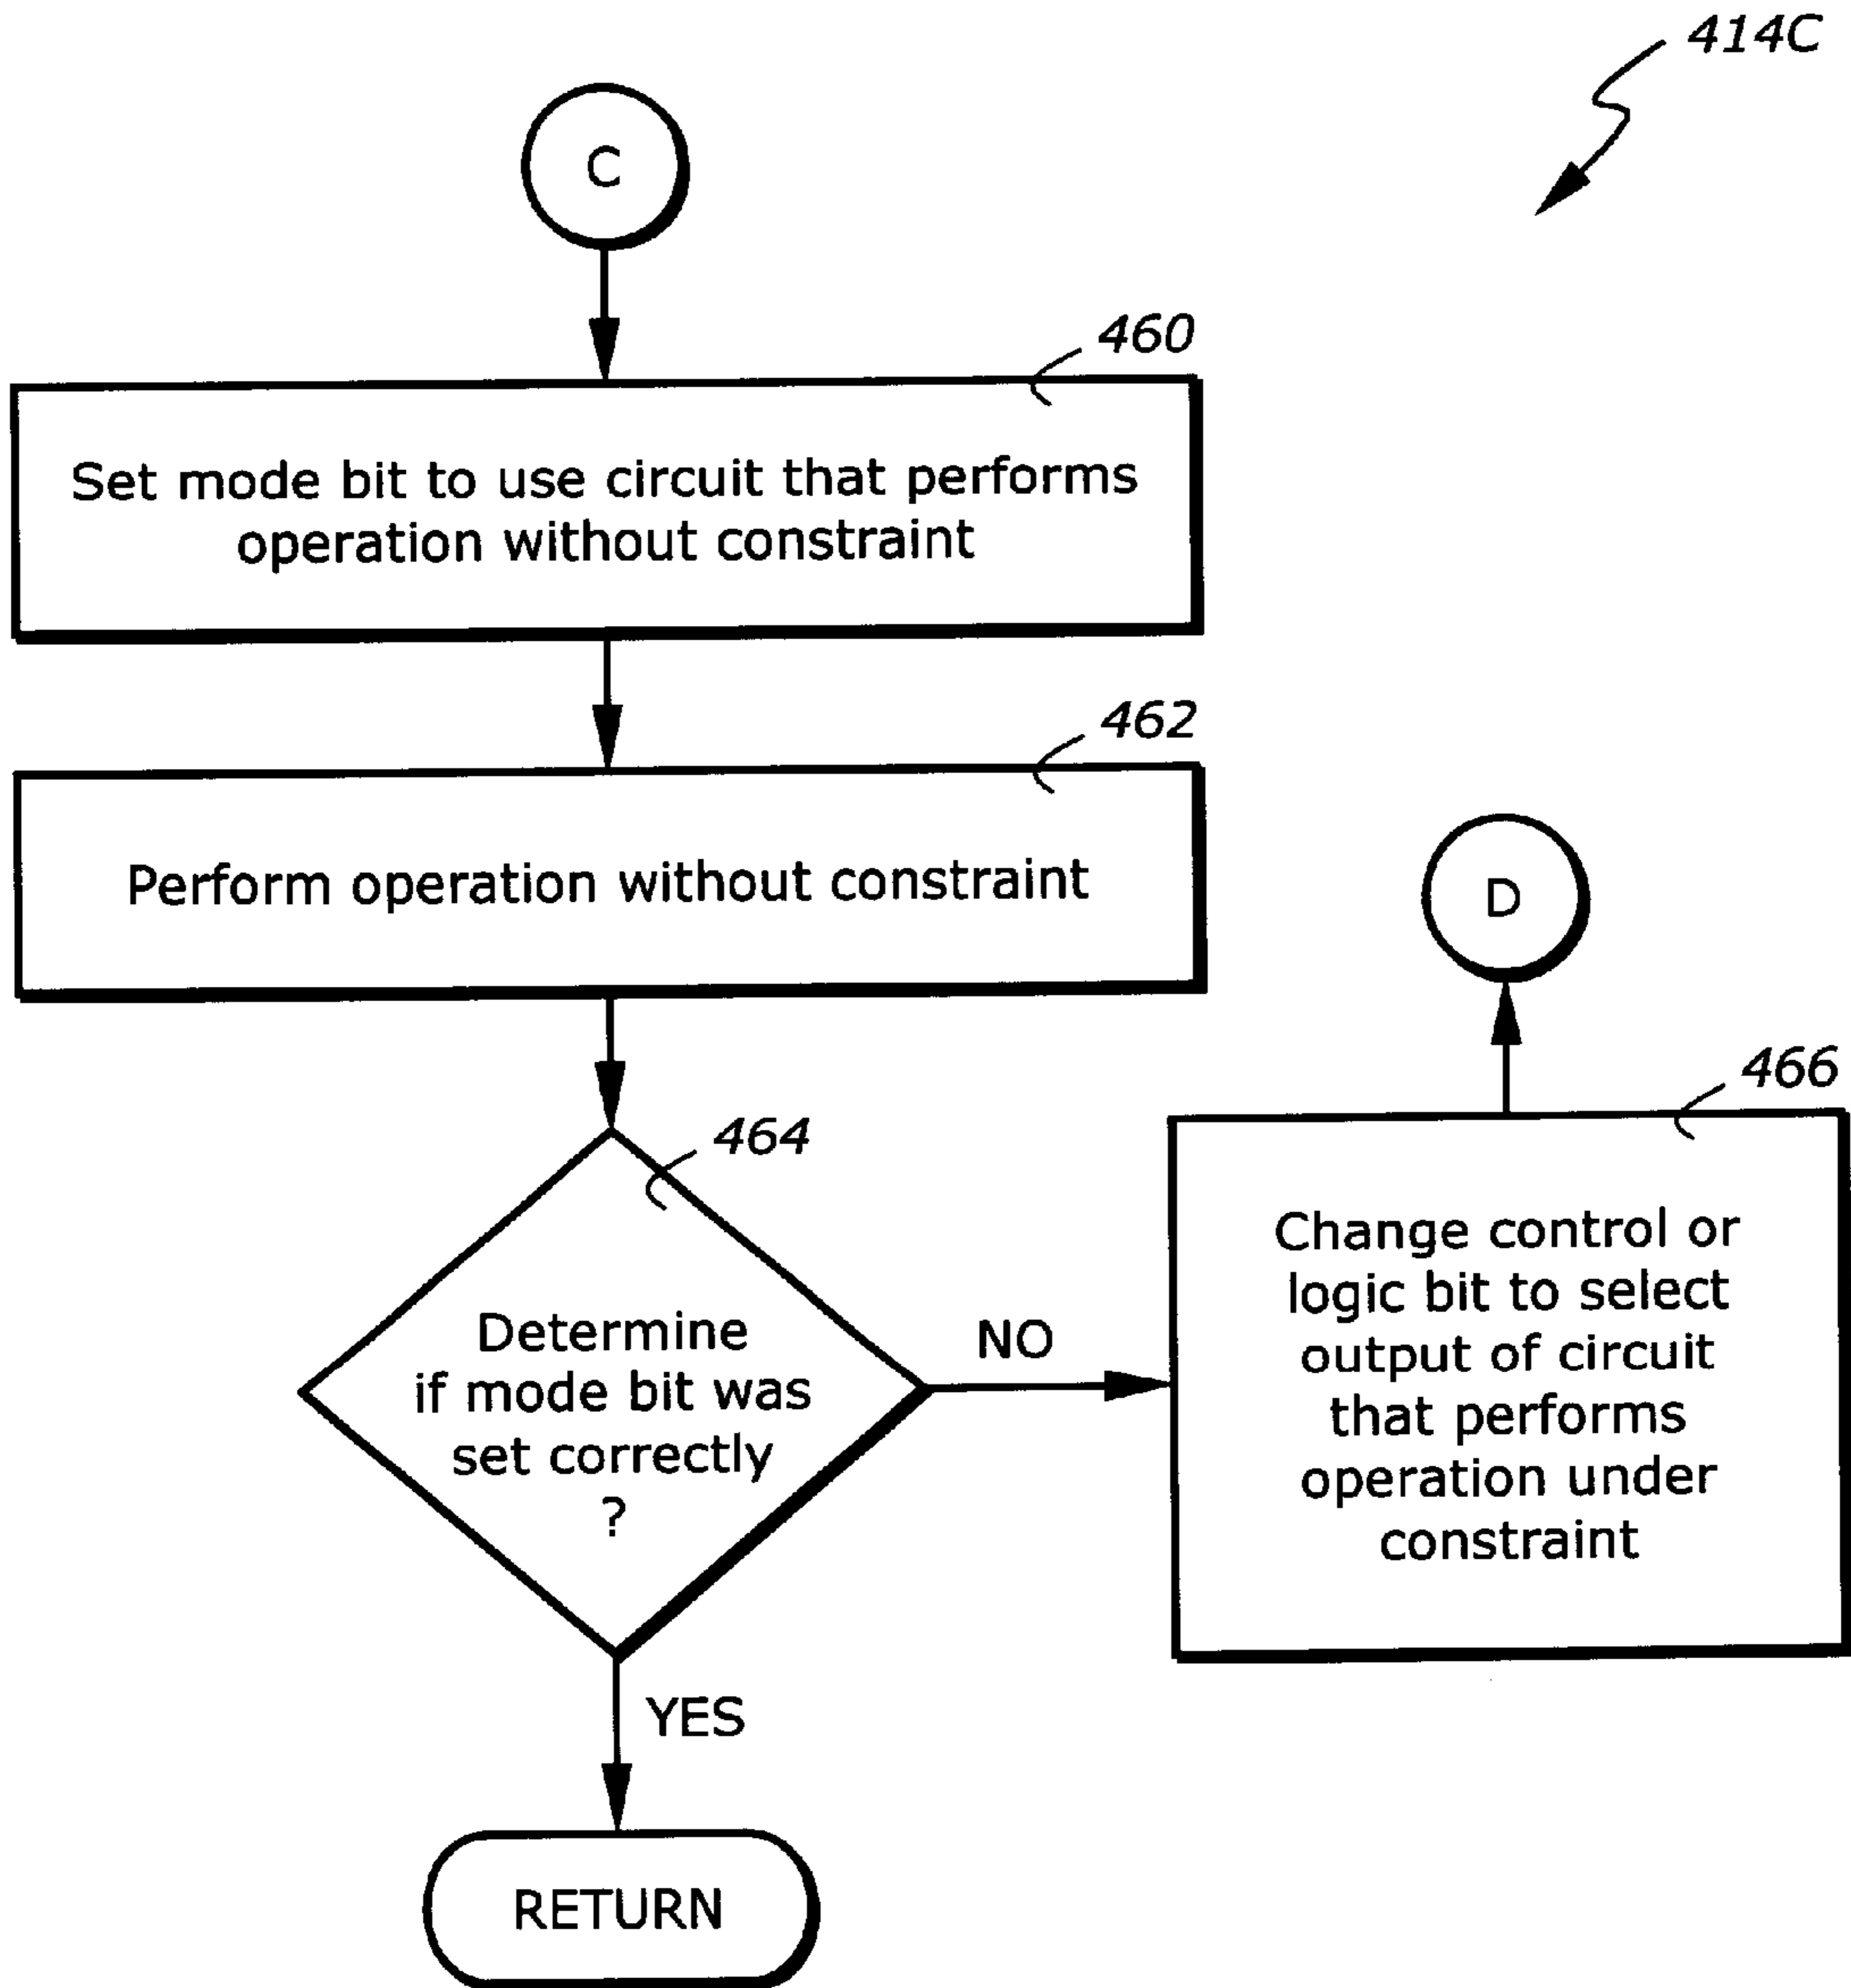 414C
C
460
Set mode bit to use circuit that performs
operation without constraint
462
Perform operation without constraint
D
464
Determine
if mode bit was
set correctly
?
NO
466
Change control or
logic bit to select
output of circuit
that performs
operation under
constraint
YES
RETURN